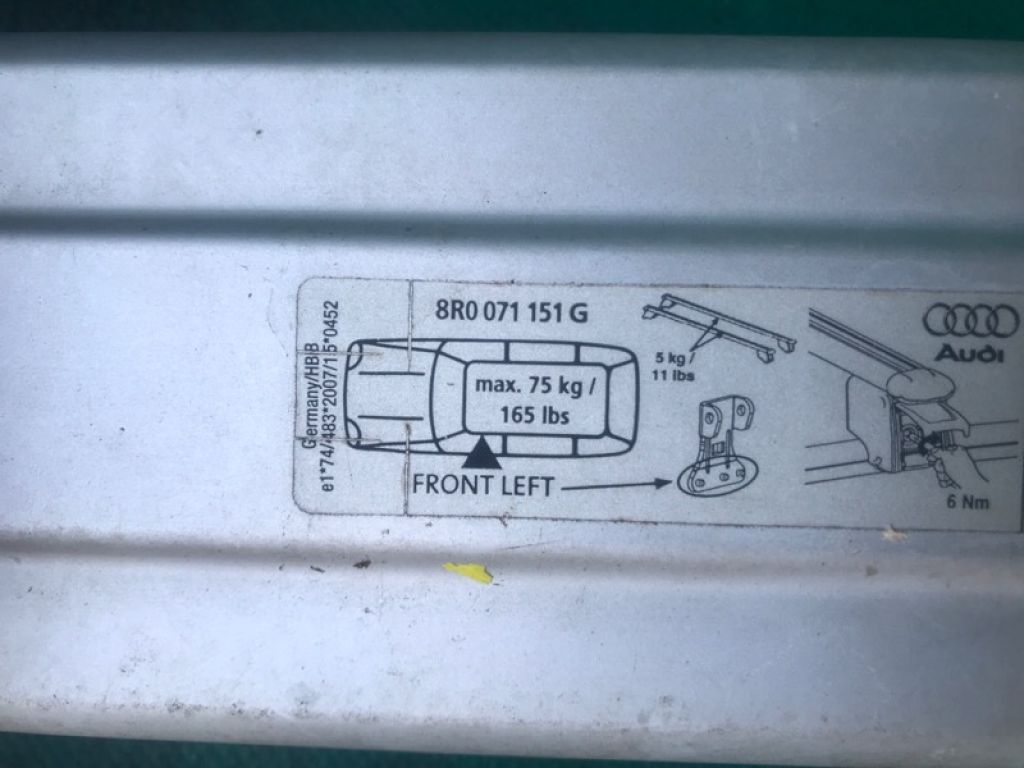 8R0 071 151 G
max. 75 kg /
165 lbs
FRONT LEFT
5 kg /
11 lbs
Audi
6 Nm
Germany/HBB
e1*74/483*2007/15*0452